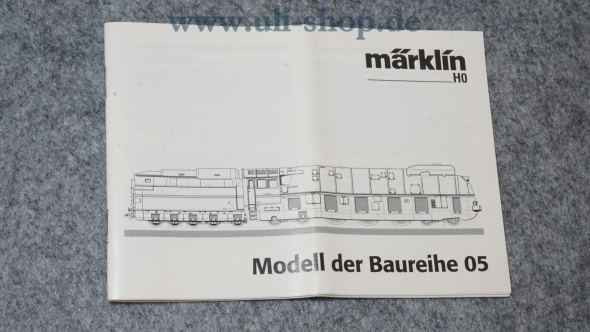 www.uli-shop.de
märklin
H0
Modell der Baureihe 05